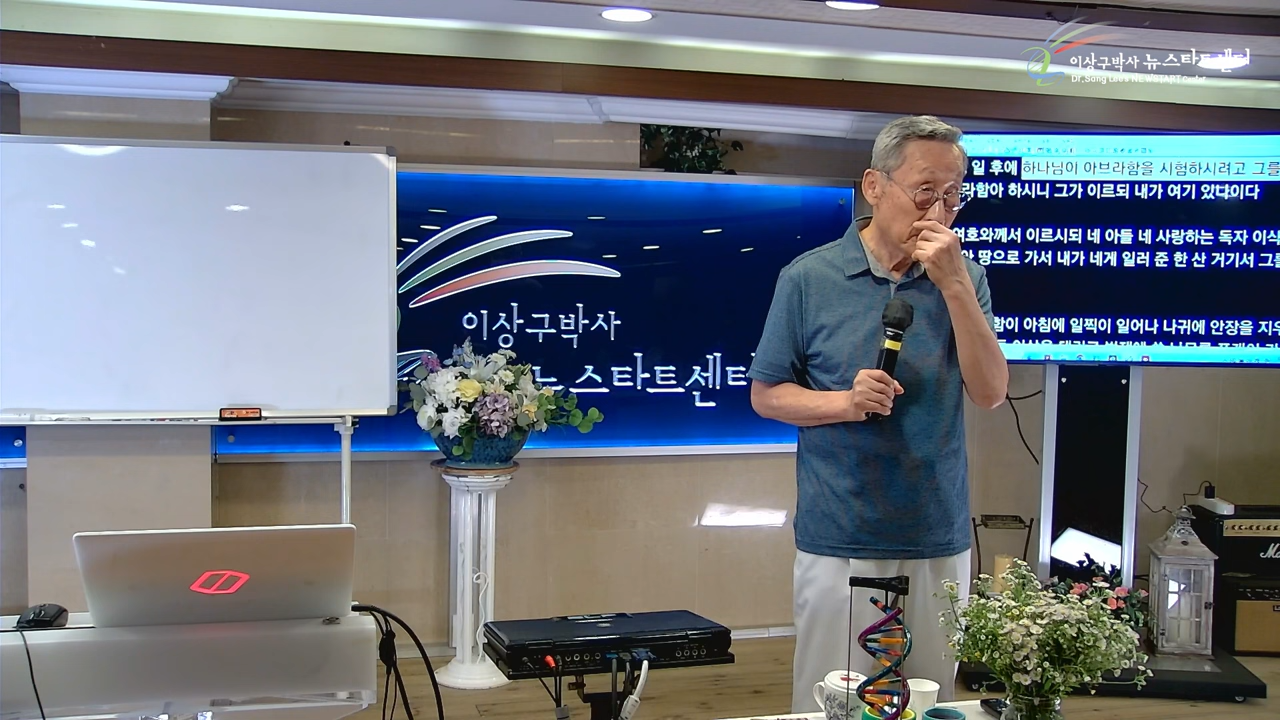 이상구박사 뉴스타트센터
Dr. Sang Lee's NEWSTART Center
일 후에 하나님이 아브라함을 시험하시려고 그를
라함아 하시니 그가 이르되 내가 여기 있나이다
여호와께서 이르시되 네 아들 네 사랑하는 독자 이삭
땅으로 가서 내가 네게 일러 준 한 산 거기서 그를
함이 아침에 일찍이 일어나 나귀에 안장을 지우
이상구박사
뉴스타트센터